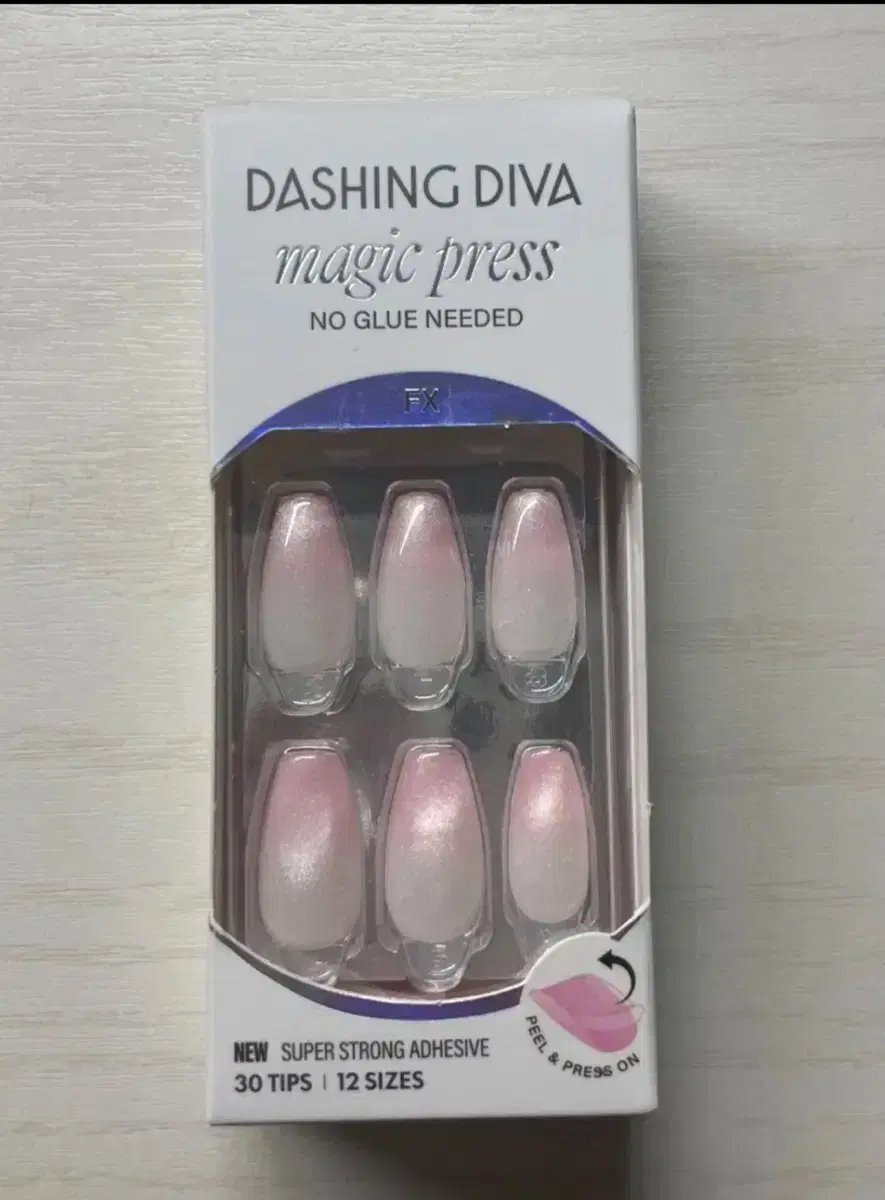 DASHING DIVA
magic press
NO GLUE NEEDED
FX
NEW SUPER STRONG ADHESIVE
30 TIPS | 12 SIZES
PEEL & PRESS ON